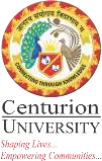 Centurion
UNIVERSITY
Shaping Lives...
Empowering Communities...